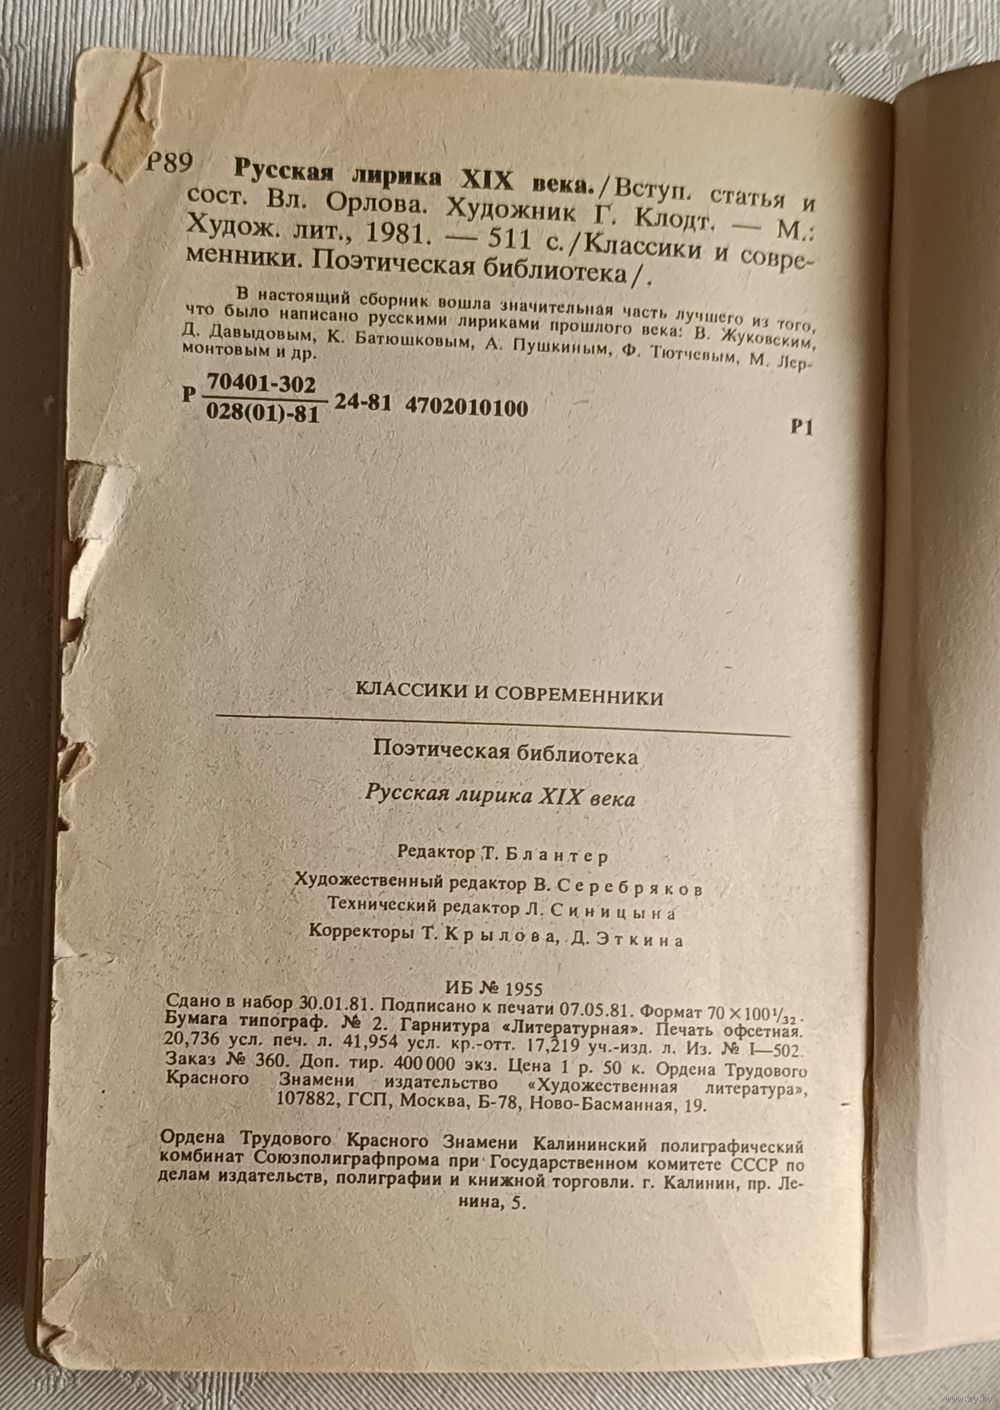 Р89 Русская лирика XIX века./Вступ. статья и
сост. Вл. Орлова. Художник Г. Клодт. — М.:
Худож. лит., 1981. — 511 с./Классики и совре-
менники. Поэтическая библиотека/.
В настоящий сборник вошла значительная часть лучшего из того,
что было написано русскими лириками прошлого века: В. Жуковским,
Д. Давыдовым, К. Батюшковым, А. Пушкиным, Ф. Тютчевым, М. Лер-
монтовым и др.
Р 70401-302
028(01)-81 24-81 4702010100
Р1
КЛАССИКИ И СОВРЕМЕННИКИ
Поэтическая библиотека
Русская лирика XIX века
Редактор Т. Блантер
Художественный редактор В. Серебряков
Технический редактор Л. Синицына
Корректоры Т. Крылова, Д. Эткина
ИБ № 1955
Сдано в набор 30.01.81. Подписано к печати 07.05.81. Формат 70×100¹/₃₂.
Бумага типограф. № 2. Гарнитура «Литературная». Печать офсетная.
20,736 усл. печ. л. 41,954 усл. кр.-отт. 17,219 уч.-изд. л. Из. № I—502.
Заказ № 360. Доп. тир. 400 000 экз. Цена 1 р. 50 к. Ордена Трудового
Красного Знамени издательство «Художественная литература»,
107882, ГСП, Москва, Б-78, Ново-Басманная, 19.
Ордена Трудового Красного Знамени Калининский полиграфический
комбинат Союзполиграфпрома при Государственном комитете СССР по
делам издательств, полиграфии и книжной торговли. г. Калинин, пр. Ле-
нина, 5.
www.ay.by